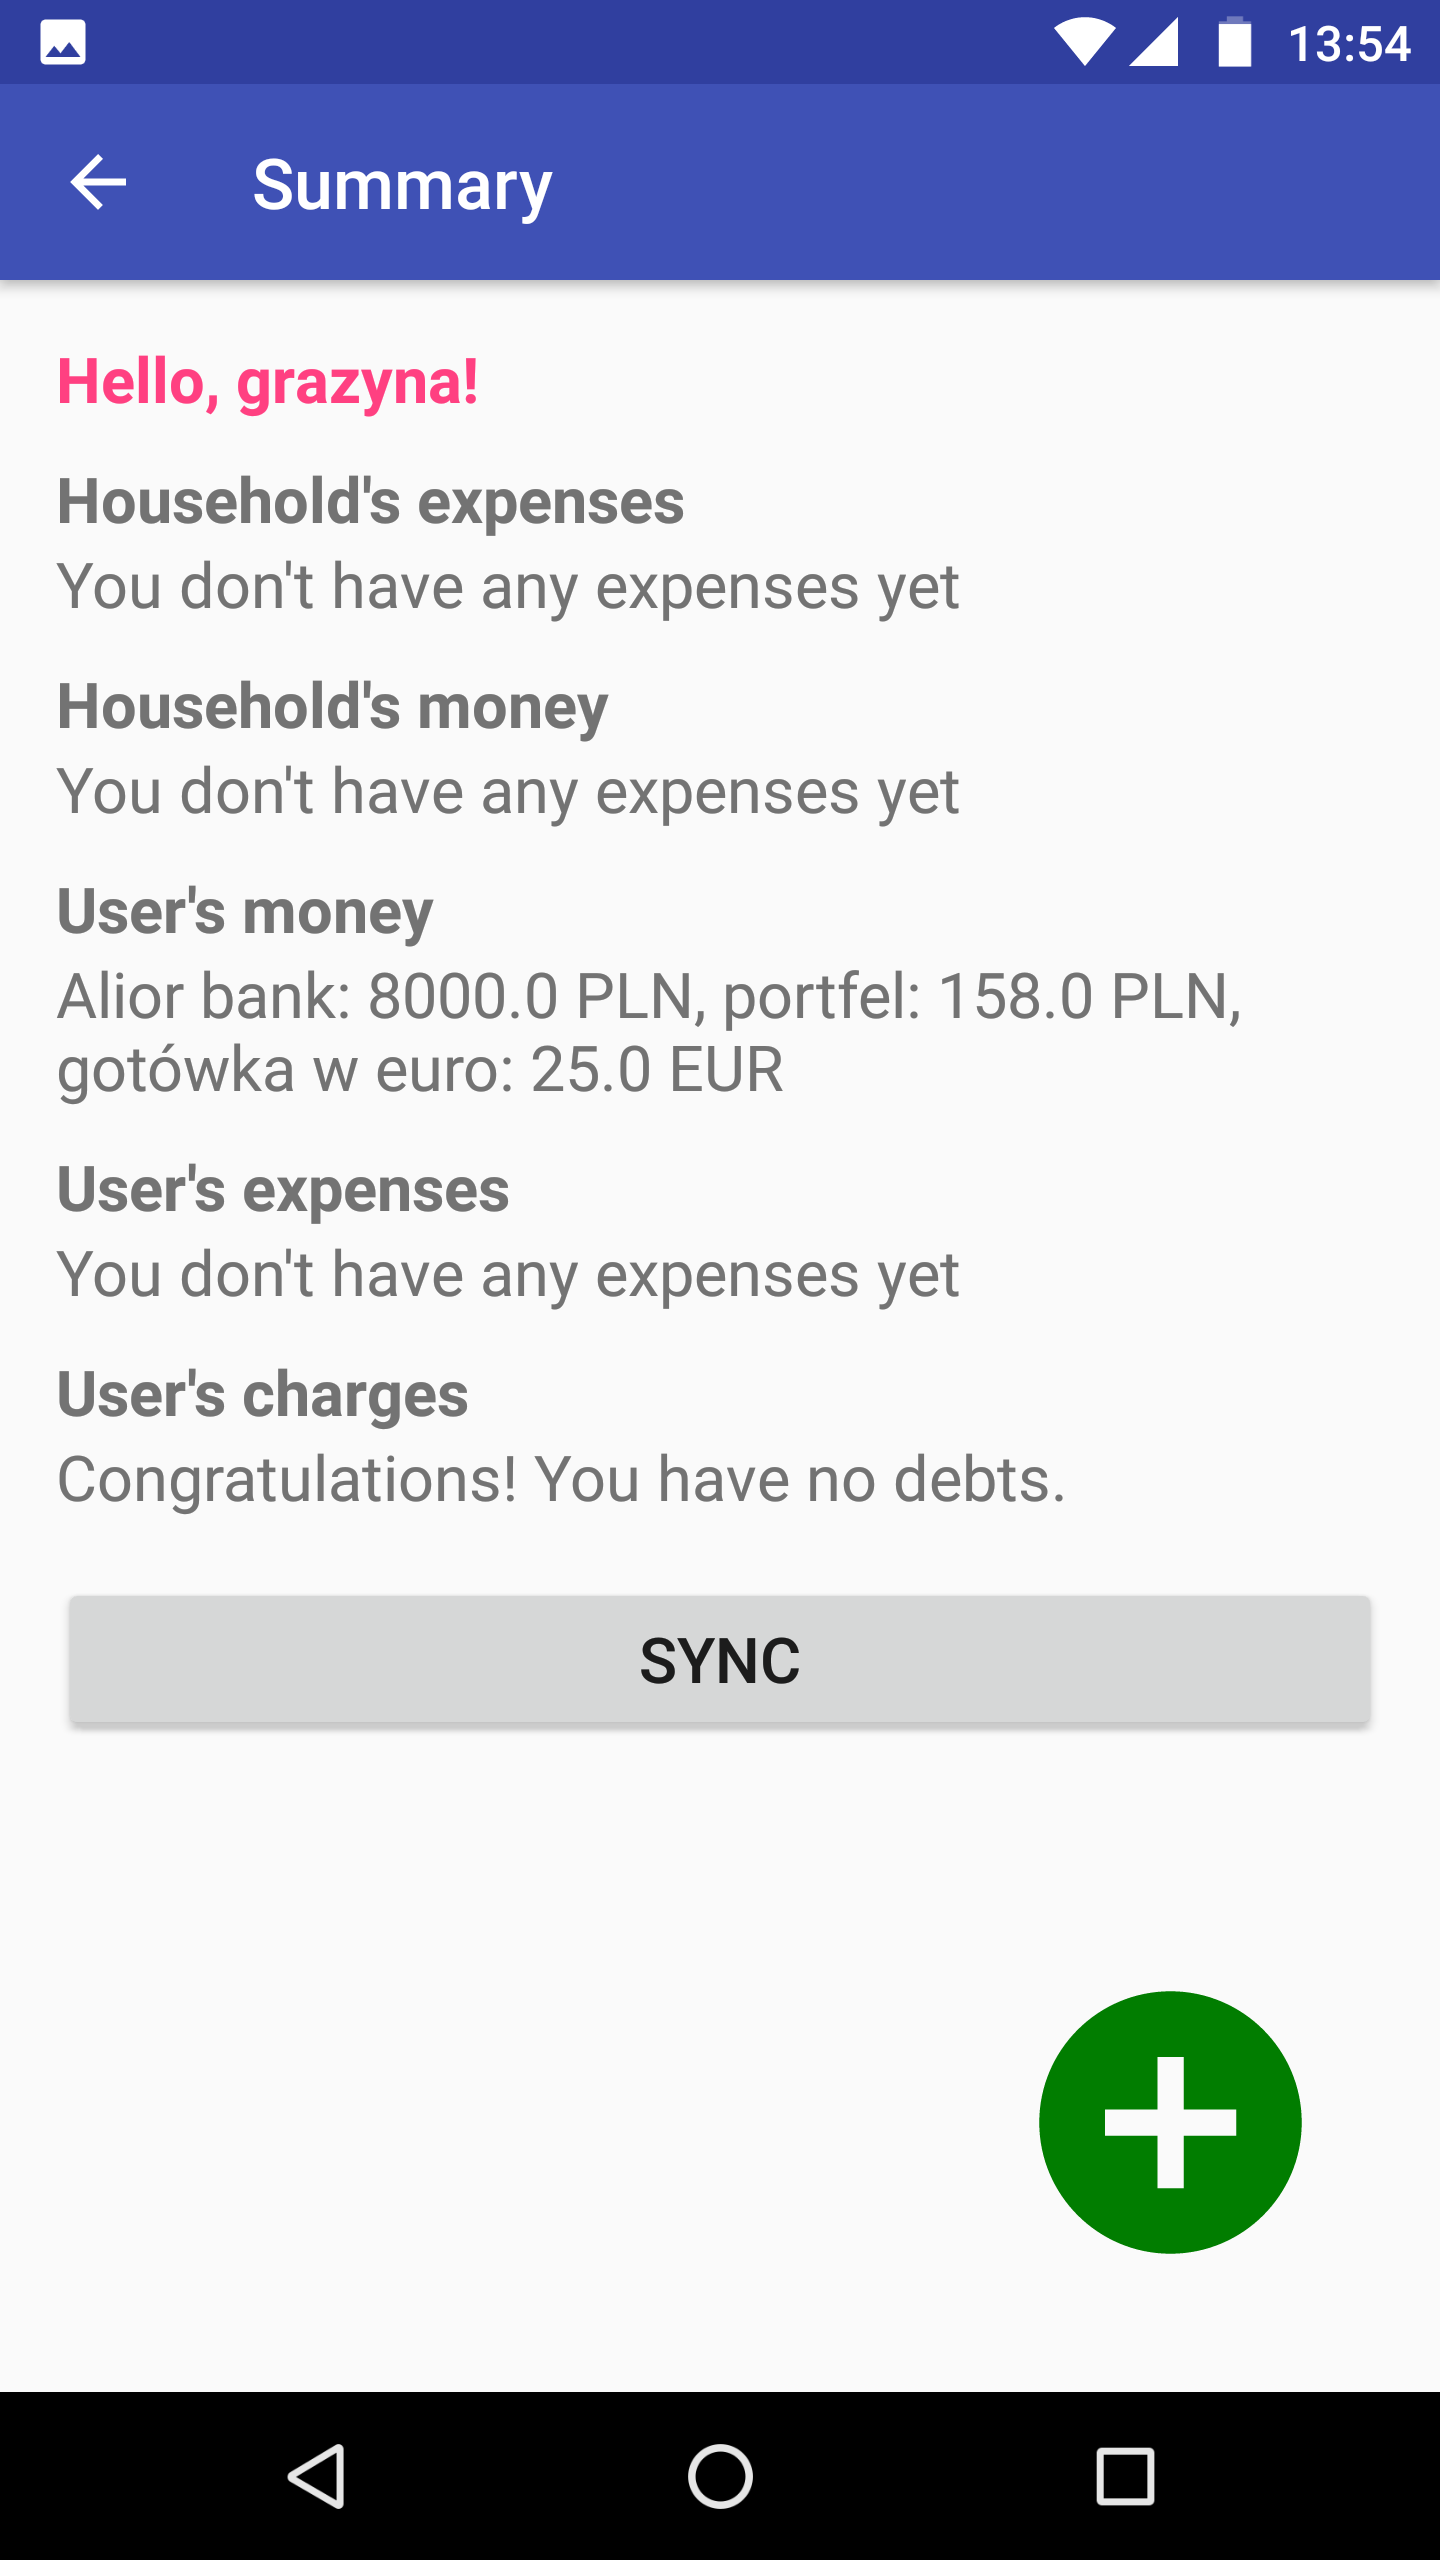 13:54
Summary
Hello, grazyna!
Household's expenses
You don't have any expenses yet
Household's money
You don't have any expenses yet
User's money
Alior bank: 8000.0 PLN, portfel: 158.0 PLN,
gotówka w euro: 25.0 EUR
User's expenses
You don't have any expenses yet
User's charges
Congratulations! You have no debts.
SYNC